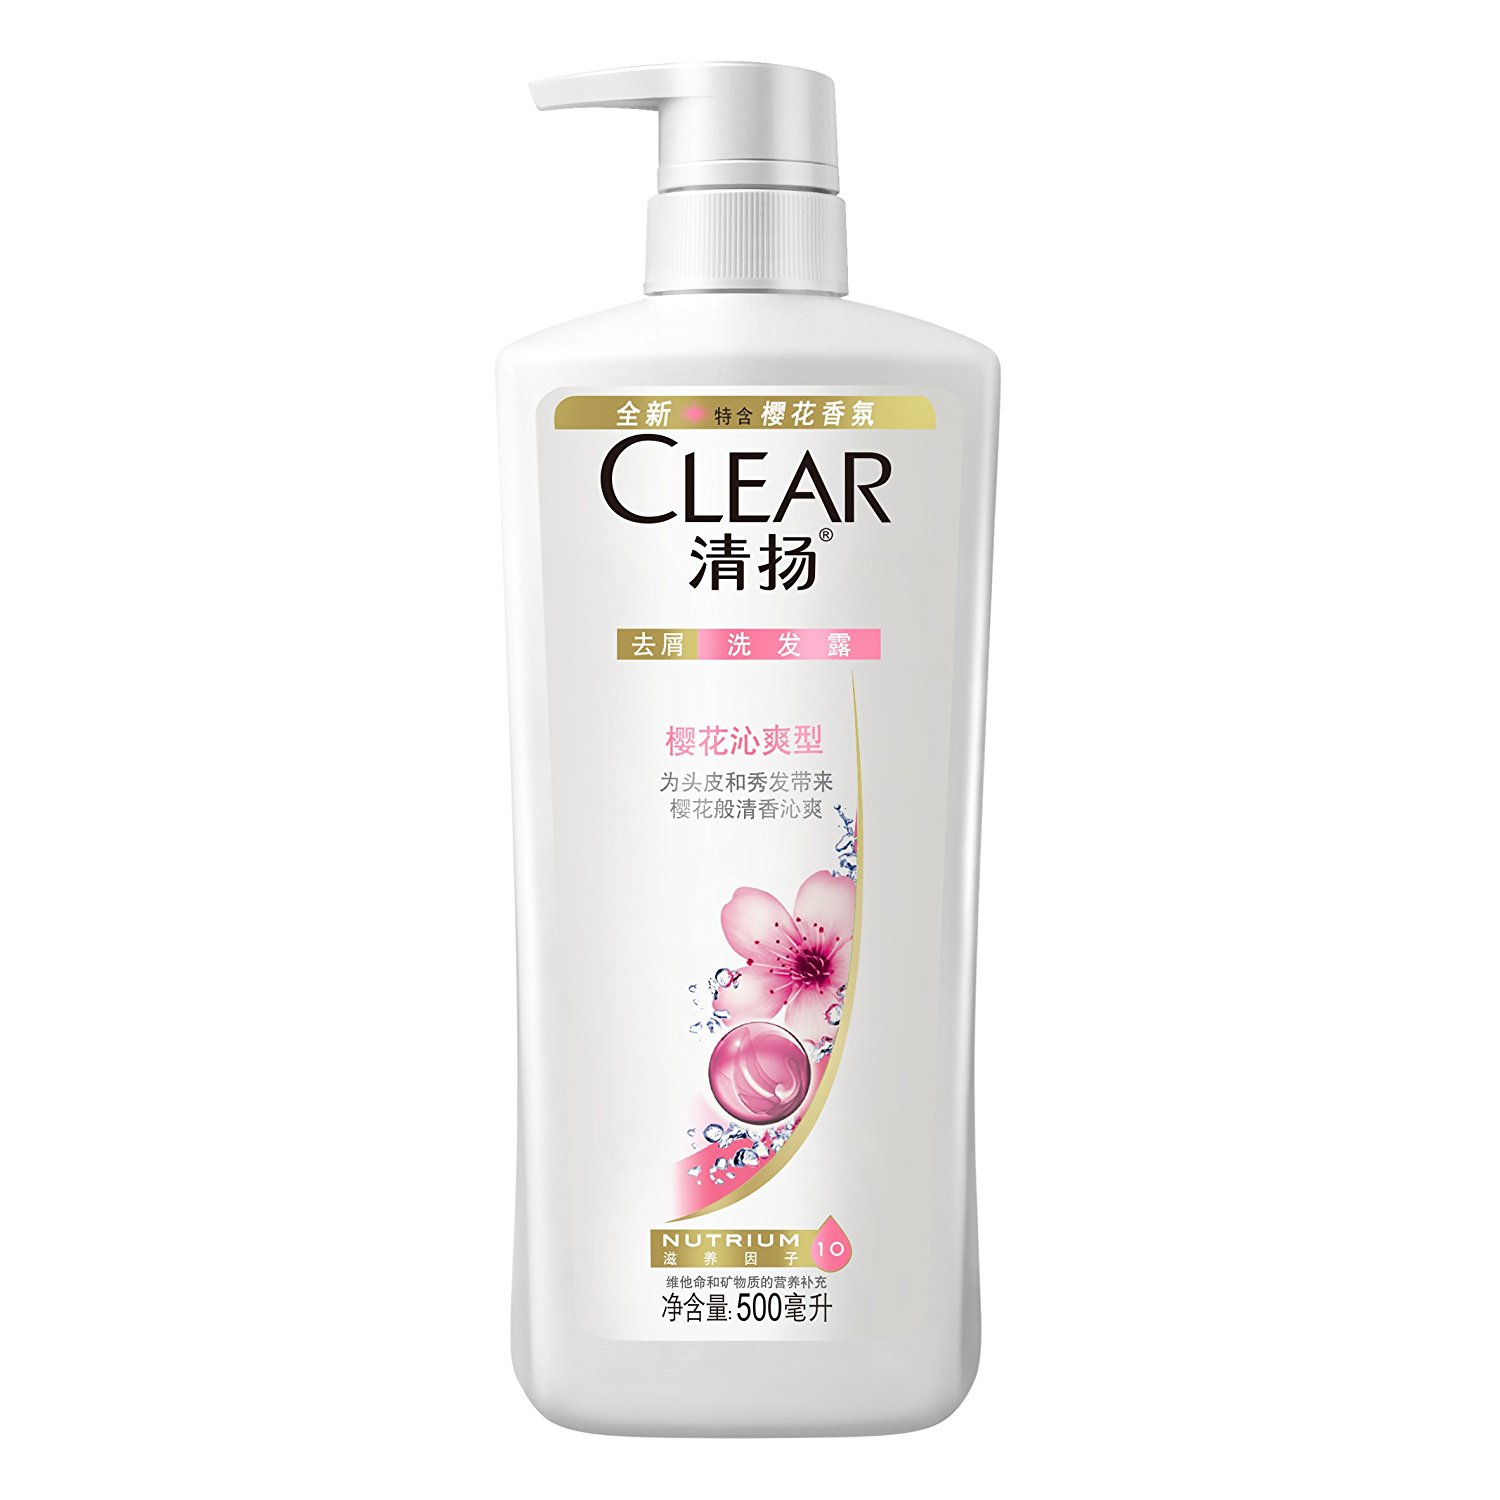 全新 特含 樱花香氛
CLEAR
清扬®
去屑 洗发露
樱花沁爽型
为头皮和秀发带来
樱花般清香沁爽
NUTRIUM 10
滋养因子
维他命和矿物质的营养补充
净含量:500毫升